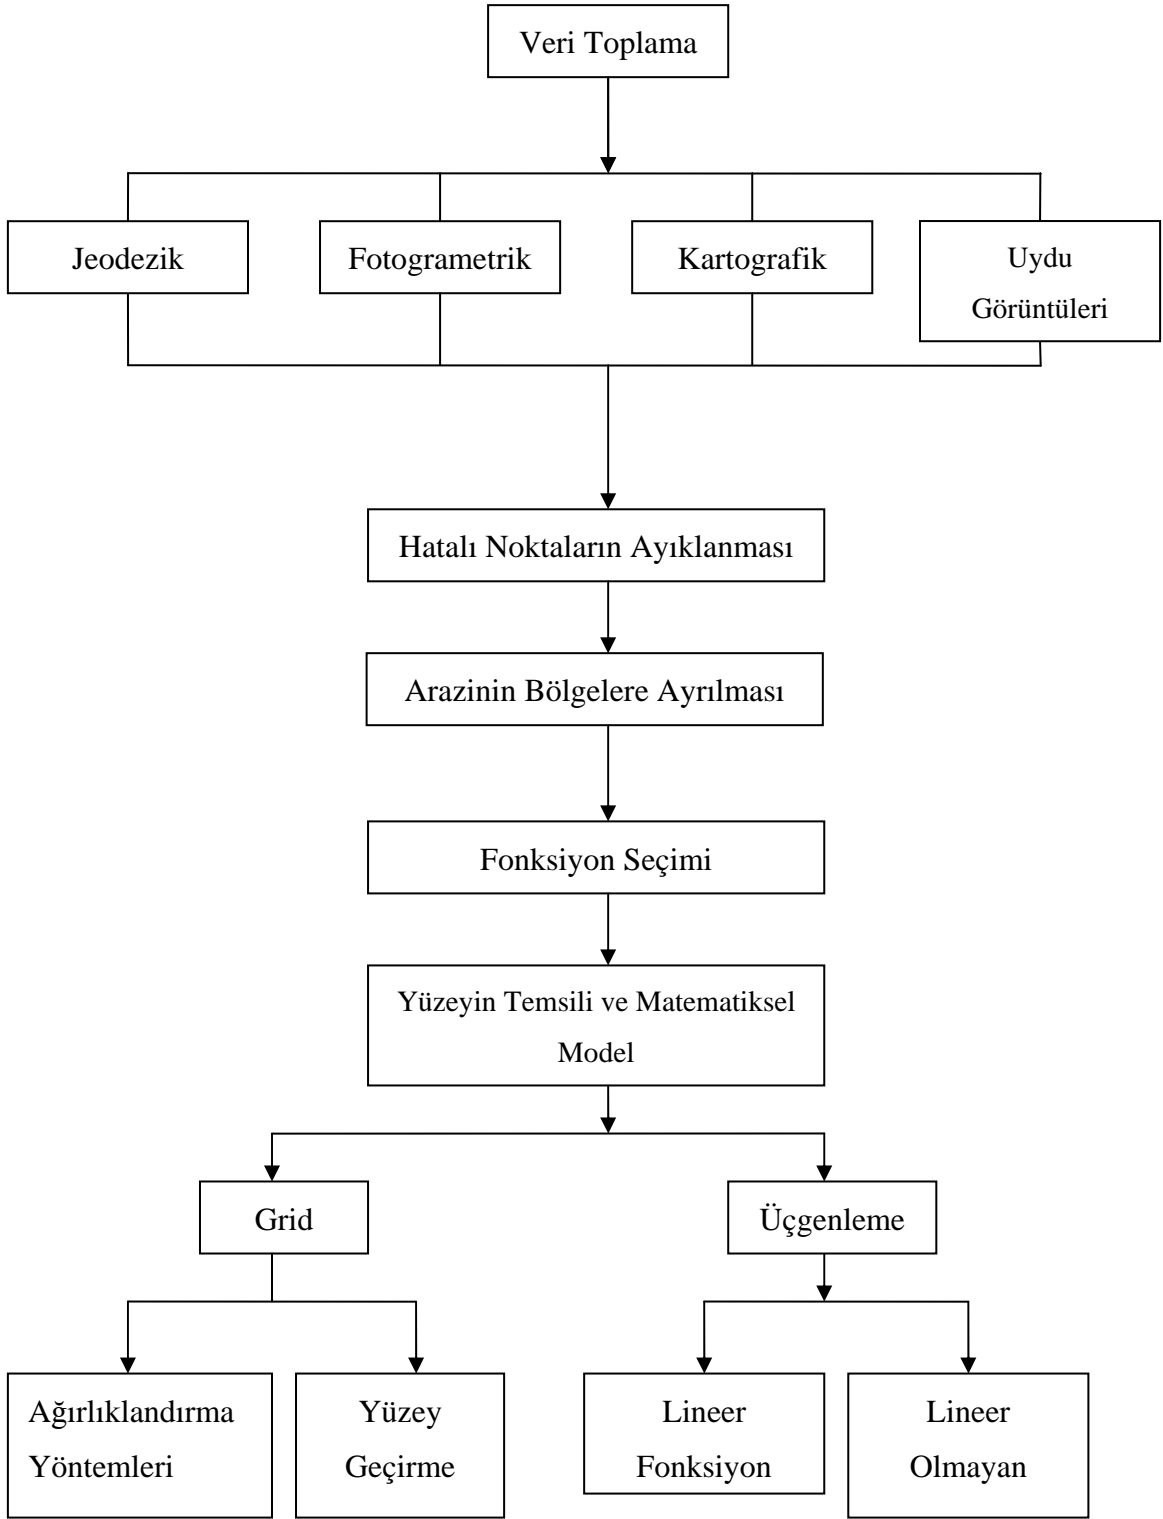 Veri Toplama
Jeodezik
Fotogrametrik
Kartografik
Uydu
Görüntüleri
Hatalı Noktaların Ayıklanması
Arazinin Bölgelere Ayrılması
Fonksiyon Seçimi
Yüzeyin Temsili ve Matematiksel
Model
Grid
Üçgenleme
Ağırlıklandırma
Yöntemleri
Yüzey
Geçirme
Lineer
Fonksiyon
Lineer
Olmayan